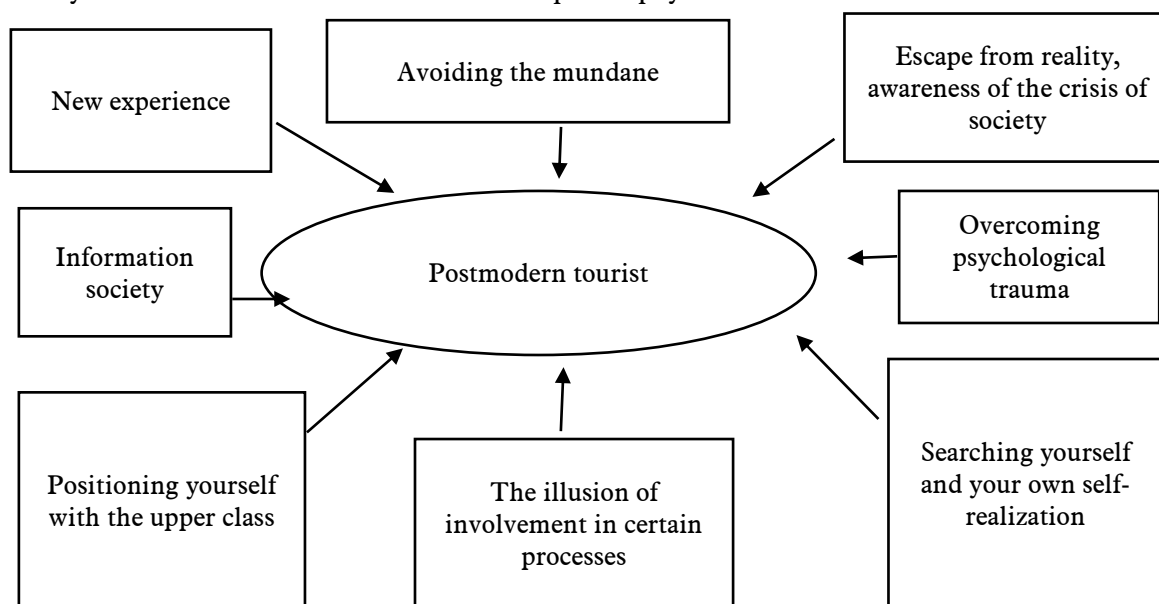 New experience
Avoiding the mundane
Escape from reality,
awareness of the crisis of
society
Information
society
Postmodern tourist
Overcoming
psychological
trauma
Positioning yourself
with the upper class
The illusion of
involvement in certain
processes
Searching yourself
and your own self-
realization